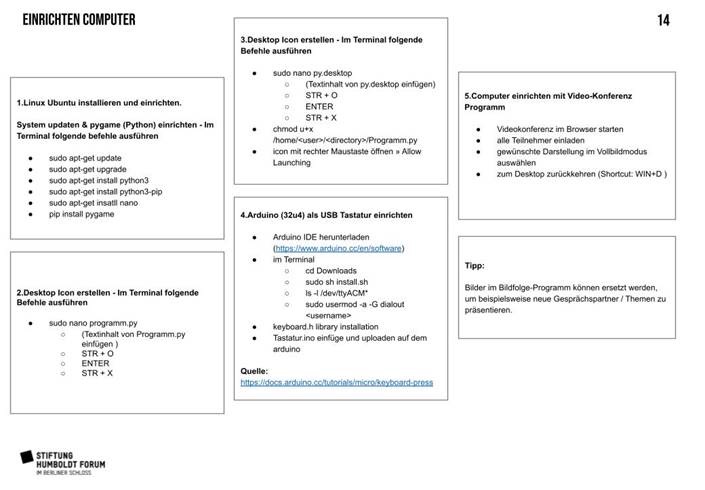 EINRICHTEN COMPUTER
14
1.Linux Ubuntu installieren und einrichten.
System updaten & pygame (Python) einrichten - Im
Terminal folgende befehle ausführen
● sudo apt-get update
● sudo apt-get upgrade
● sudo apt-get install python3
● sudo apt-get install python3-pip
● sudo apt-get insatll nano
● pip install pygame
2.Desktop Icon erstellen - Im Terminal folgende
Befehle ausführen
● sudo nano programm.py
○ (Textinhalt von Programm.py
einfügen )
○ STR + O
○ ENTER
○ STR + X
3.Desktop Icon erstellen - Im Terminal folgende
Befehle ausführen
● sudo nano py.desktop
○ (Textinhalt von py.desktop einfügen)
○ STR + O
○ ENTER
○ STR + X
● chmod u+x
/home/<user>/<directory>/Programm.py
● icon mit rechter Maustaste öffnen » Allow
Launching
4.Arduino (32u4) als USB Tastatur einrichten
● Arduino IDE herunterladen
(https://www.arduino.cc/en/software)
● im Terminal
○ cd Downloads
○ sudo sh install.sh
○ ls -l /dev/ttyACM*
○ sudo usermod -a -G dialout
<username>
● keyboard.h library installation
● Tastatur.ino einfüge und uploaden auf dem
arduino
Quelle:
https://docs.arduino.cc/tutorials/micro/keyboard-press
5.Computer einrichten mit Video-Konferenz
Programm
● Videokonferenz im Browser starten
● alle Teilnehmer einladen
● gewünschte Darstellung im Vollbildmodus
auswählen
● zum Desktop zurückkehren (Shortcut: WIN+D )
Tipp:
Bilder im Bildfolge-Programm können ersetzt werden,
um beispielsweise neue Gesprächspartner / Themen zu
präsentieren.
STIFTUNG
HUMBOLDT FORUM
IM BERLINER SCHLOSS